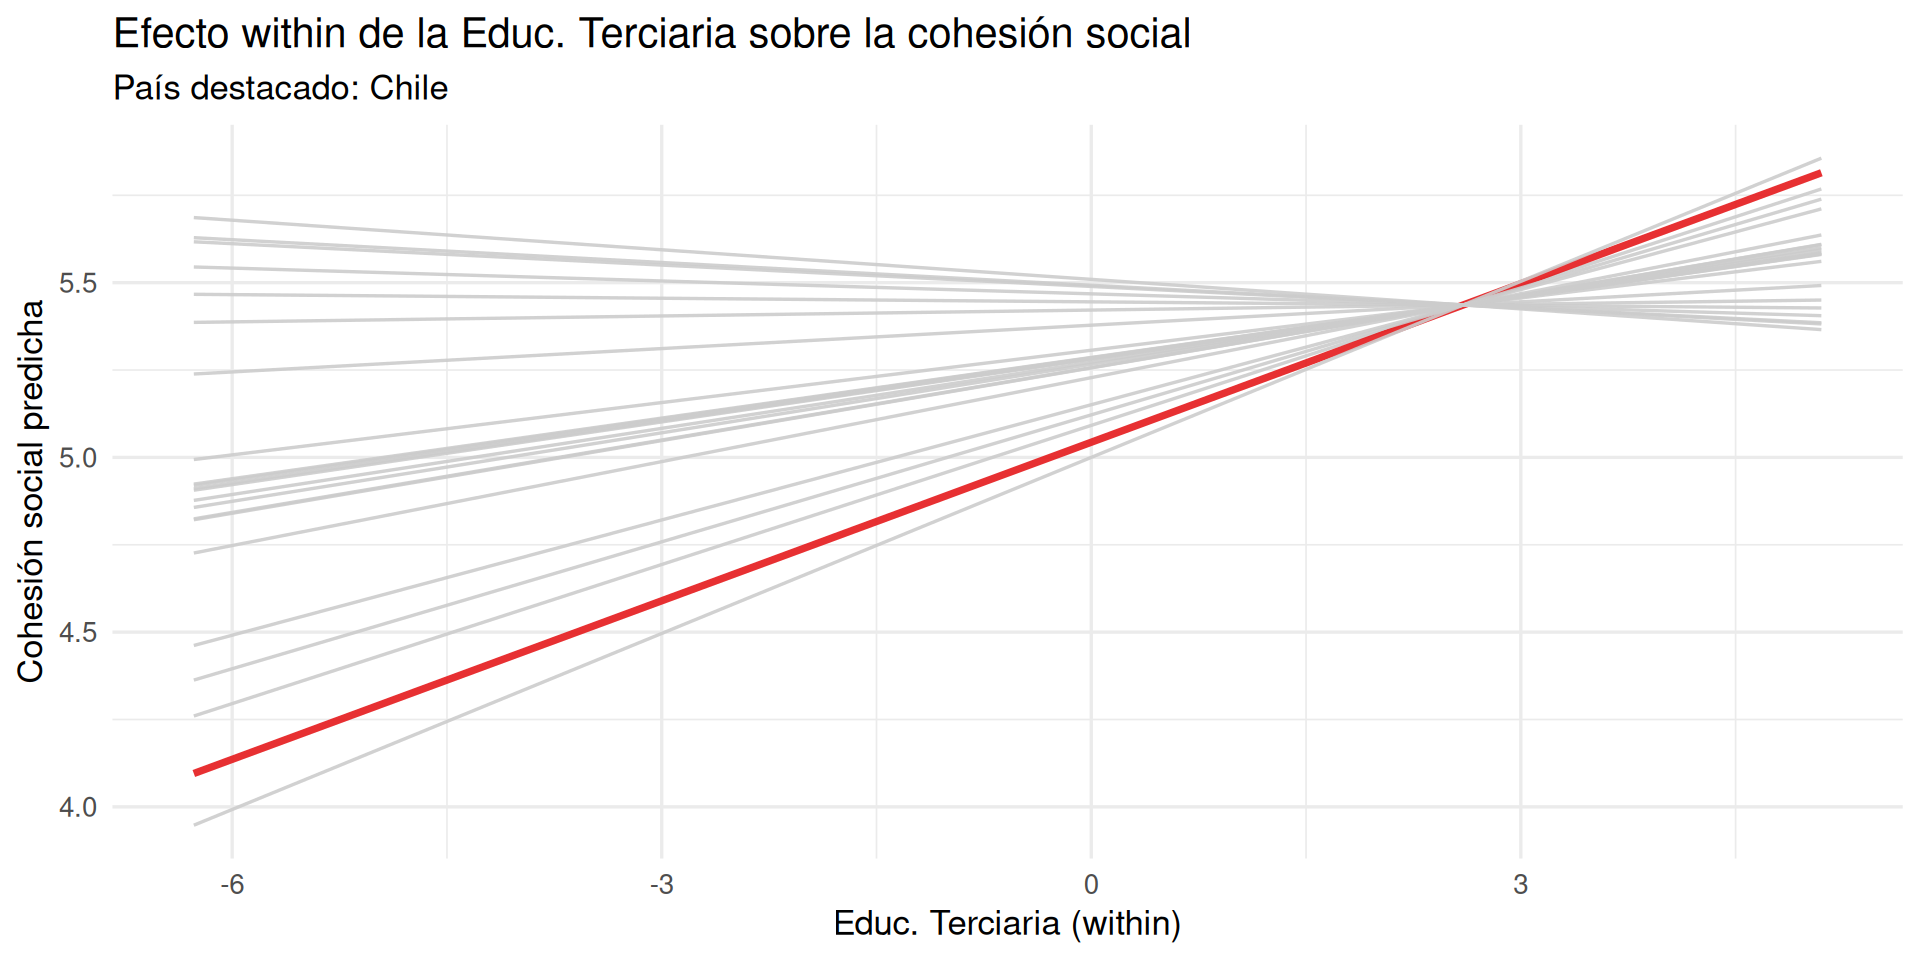 Efecto within de la Educ. Terciaria sobre la cohesión social
País destacado: Chile
Cohesión social predicha
5.5
5.0
4.5
4.0
-6
-3
0
3
Educ. Terciaria (within)